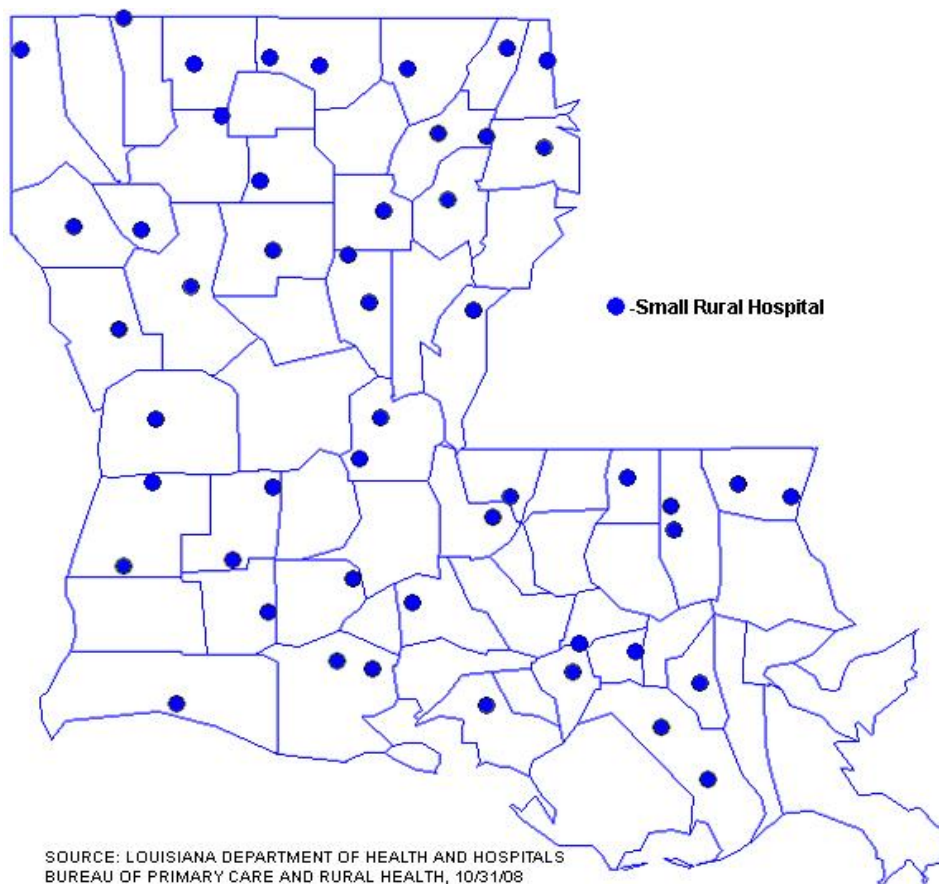 -Small Rural Hospital
SOURCE: LOUISIANA DEPARTMENT OF HEALTH AND HOSPITALS
BUREAU OF PRIMARY CARE AND RURAL HEALTH, 10/31/08